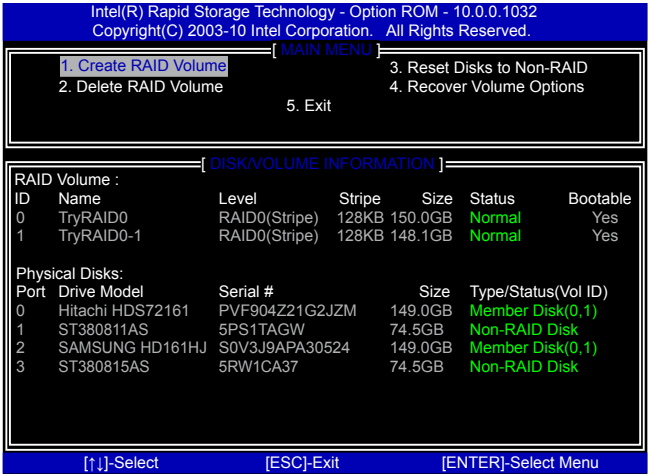 Intel(R) Rapid Storage Technology - Option ROM - 10.0.0.1032
Copyright(C) 2003-10 Intel Corporation. All Rights Reserved.
[ MAIN MENU ]
1. Create RAID Volume 3. Reset Disks to Non-RAID
2. Delete RAID Volume 4. Recover Volume Options
5. Exit
[ DISK/VOLUME INFORMATION ]
RAID Volume :
ID Name Level Stripe Size Status Bootable
0 TryRAID0 RAID0(Stripe) 128KB 150.0GB Normal Yes
1 TryRAID0-1 RAID0(Stripe) 128KB 148.1GB Normal Yes
Physical Disks:
Port Drive Model Serial # Size Type/Status(Vol ID)
0 Hitachi HDS72161 PVF904Z21G2JZM 149.0GB Member Disk(0,1)
1 ST380811AS 5PS1TAGW 74.5GB Non-RAID Disk
2 SAMSUNG HD161HJ S0V3J9APA30524 149.0GB Member Disk(0,1)
3 ST380815AS 5RW1CA37 74.5GB Non-RAID Disk
[↑↓]-Select [ESC]-Exit [ENTER]-Select Menu